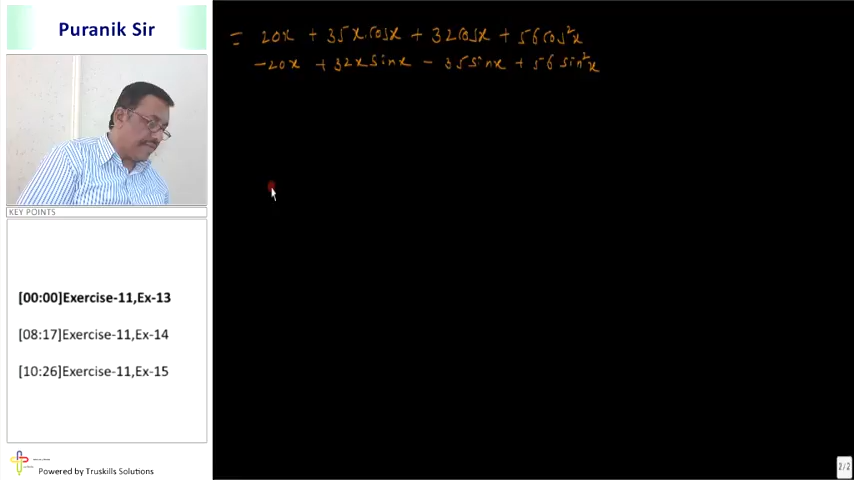 Puranik Sir
= 20x + 35x.cosx + 32cosx + 56cos²x
-20x + 32xsinx - 35sinx + 56sin²x
KEY POINTS
[00:00]Exercise-11,Ex-13
[08:17]Exercise-11,Ex-14
[10:26]Exercise-11,Ex-15
Powered by Truskills Solutions
2/2